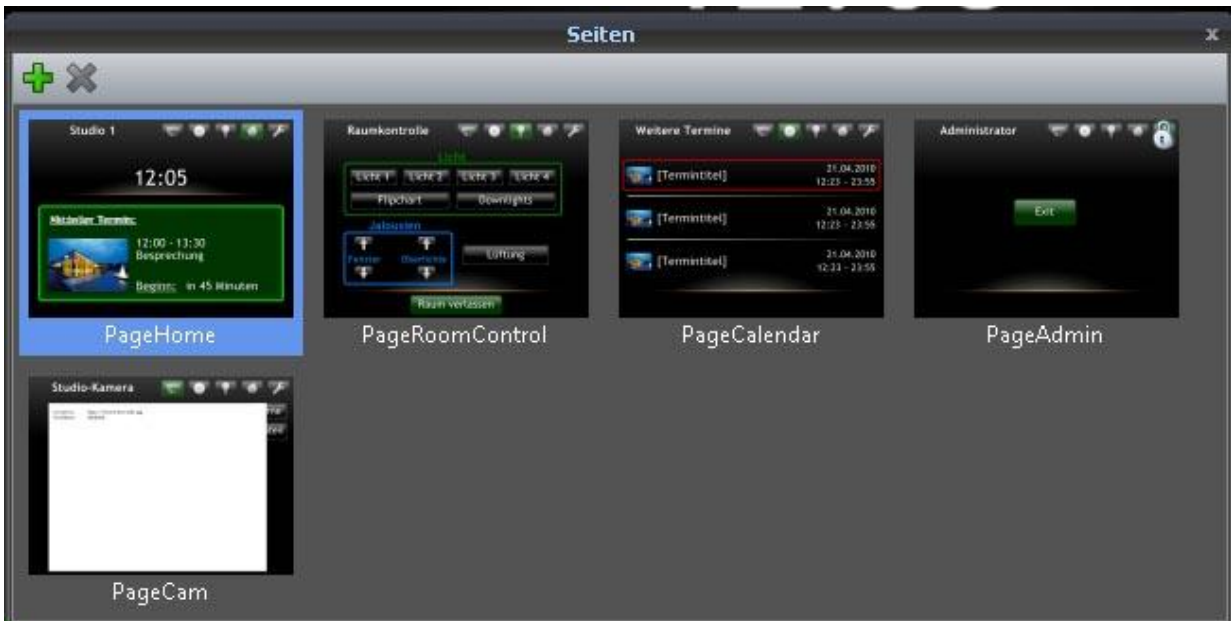 Seiten
x
Studio 1
12:05
Aktueller Termin:
12:00 - 13:30
Besprechung
Beginn: in 45 Minuten
PageHome
Raumkontrolle
Licht
Licht 1 Licht 2 Licht 3 Licht 4
Flipchart Downlights
Jalousien
Fenster Oberlichte
Lüftung
Raum verlassen
PageRoomControl
Weitere Termine
[Termintitel]
21.04.2010
12:23 - 23:55
[Termintitel]
21.04.2010
12:23 - 23:55
[Termintitel]
21.04.2010
12:23 - 23:55
PageCalendar
Administrator
Exit
PageAdmin
Studio-Kamera
PageCam